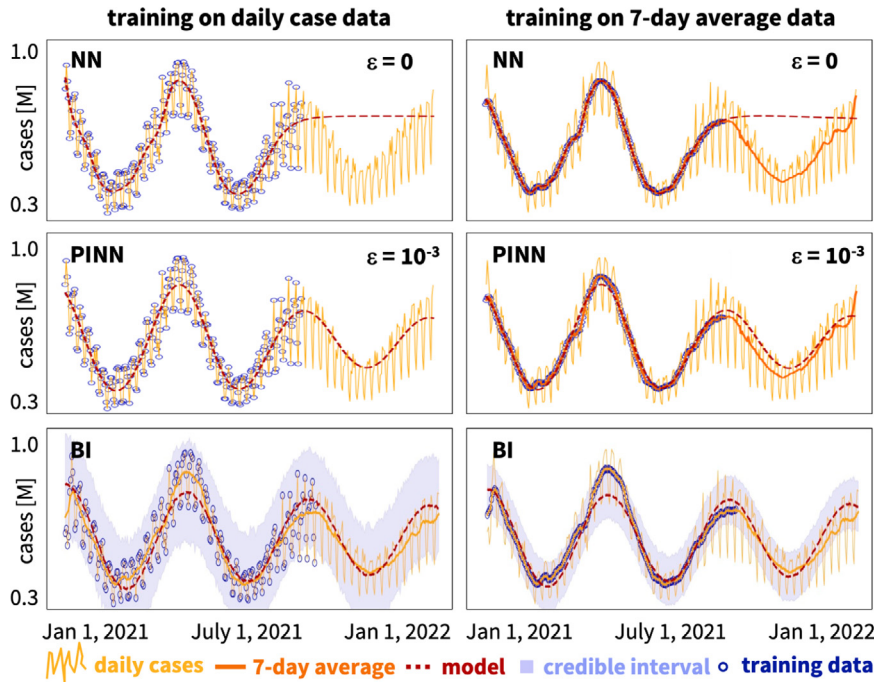 training on daily case data
training on 7-day average data
1.0
cases [M]
0.3
NN
ε = 0
NN
ε = 0
1.0
cases [M]
0.3
PINN
ε = 10⁻³
PINN
ε = 10⁻³
1.0
cases [M]
0.3
BI
BI
Jan 1, 2021
July 1, 2021
Jan 1, 2022
Jan 1, 2021
July 1, 2021
Jan 1, 2022
daily cases 7-day average model credible interval training data